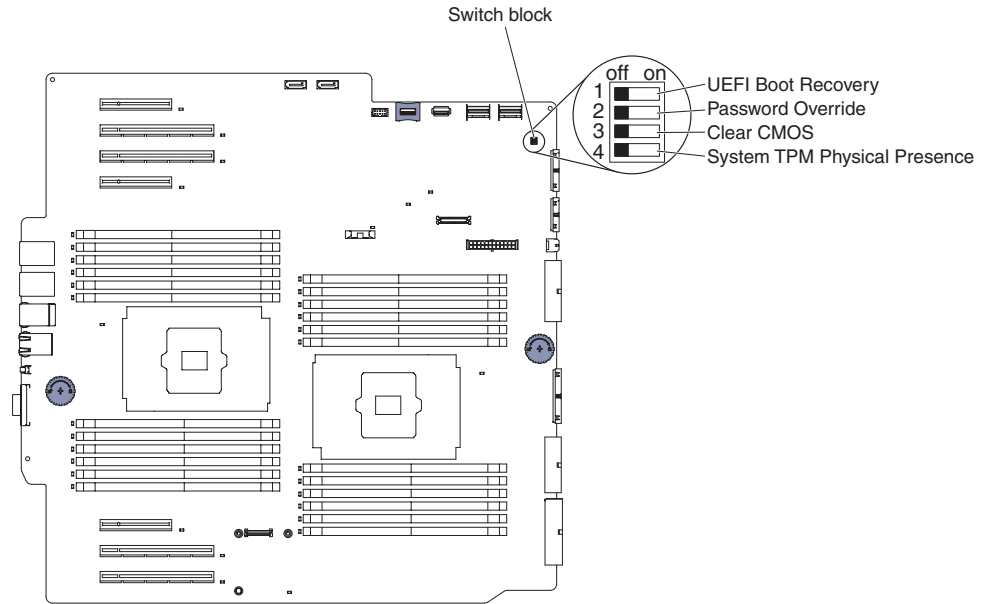 Switch block
off on
1 UEFI Boot Recovery
2 Password Override
3 Clear CMOS
4 System TPM Physical Presence